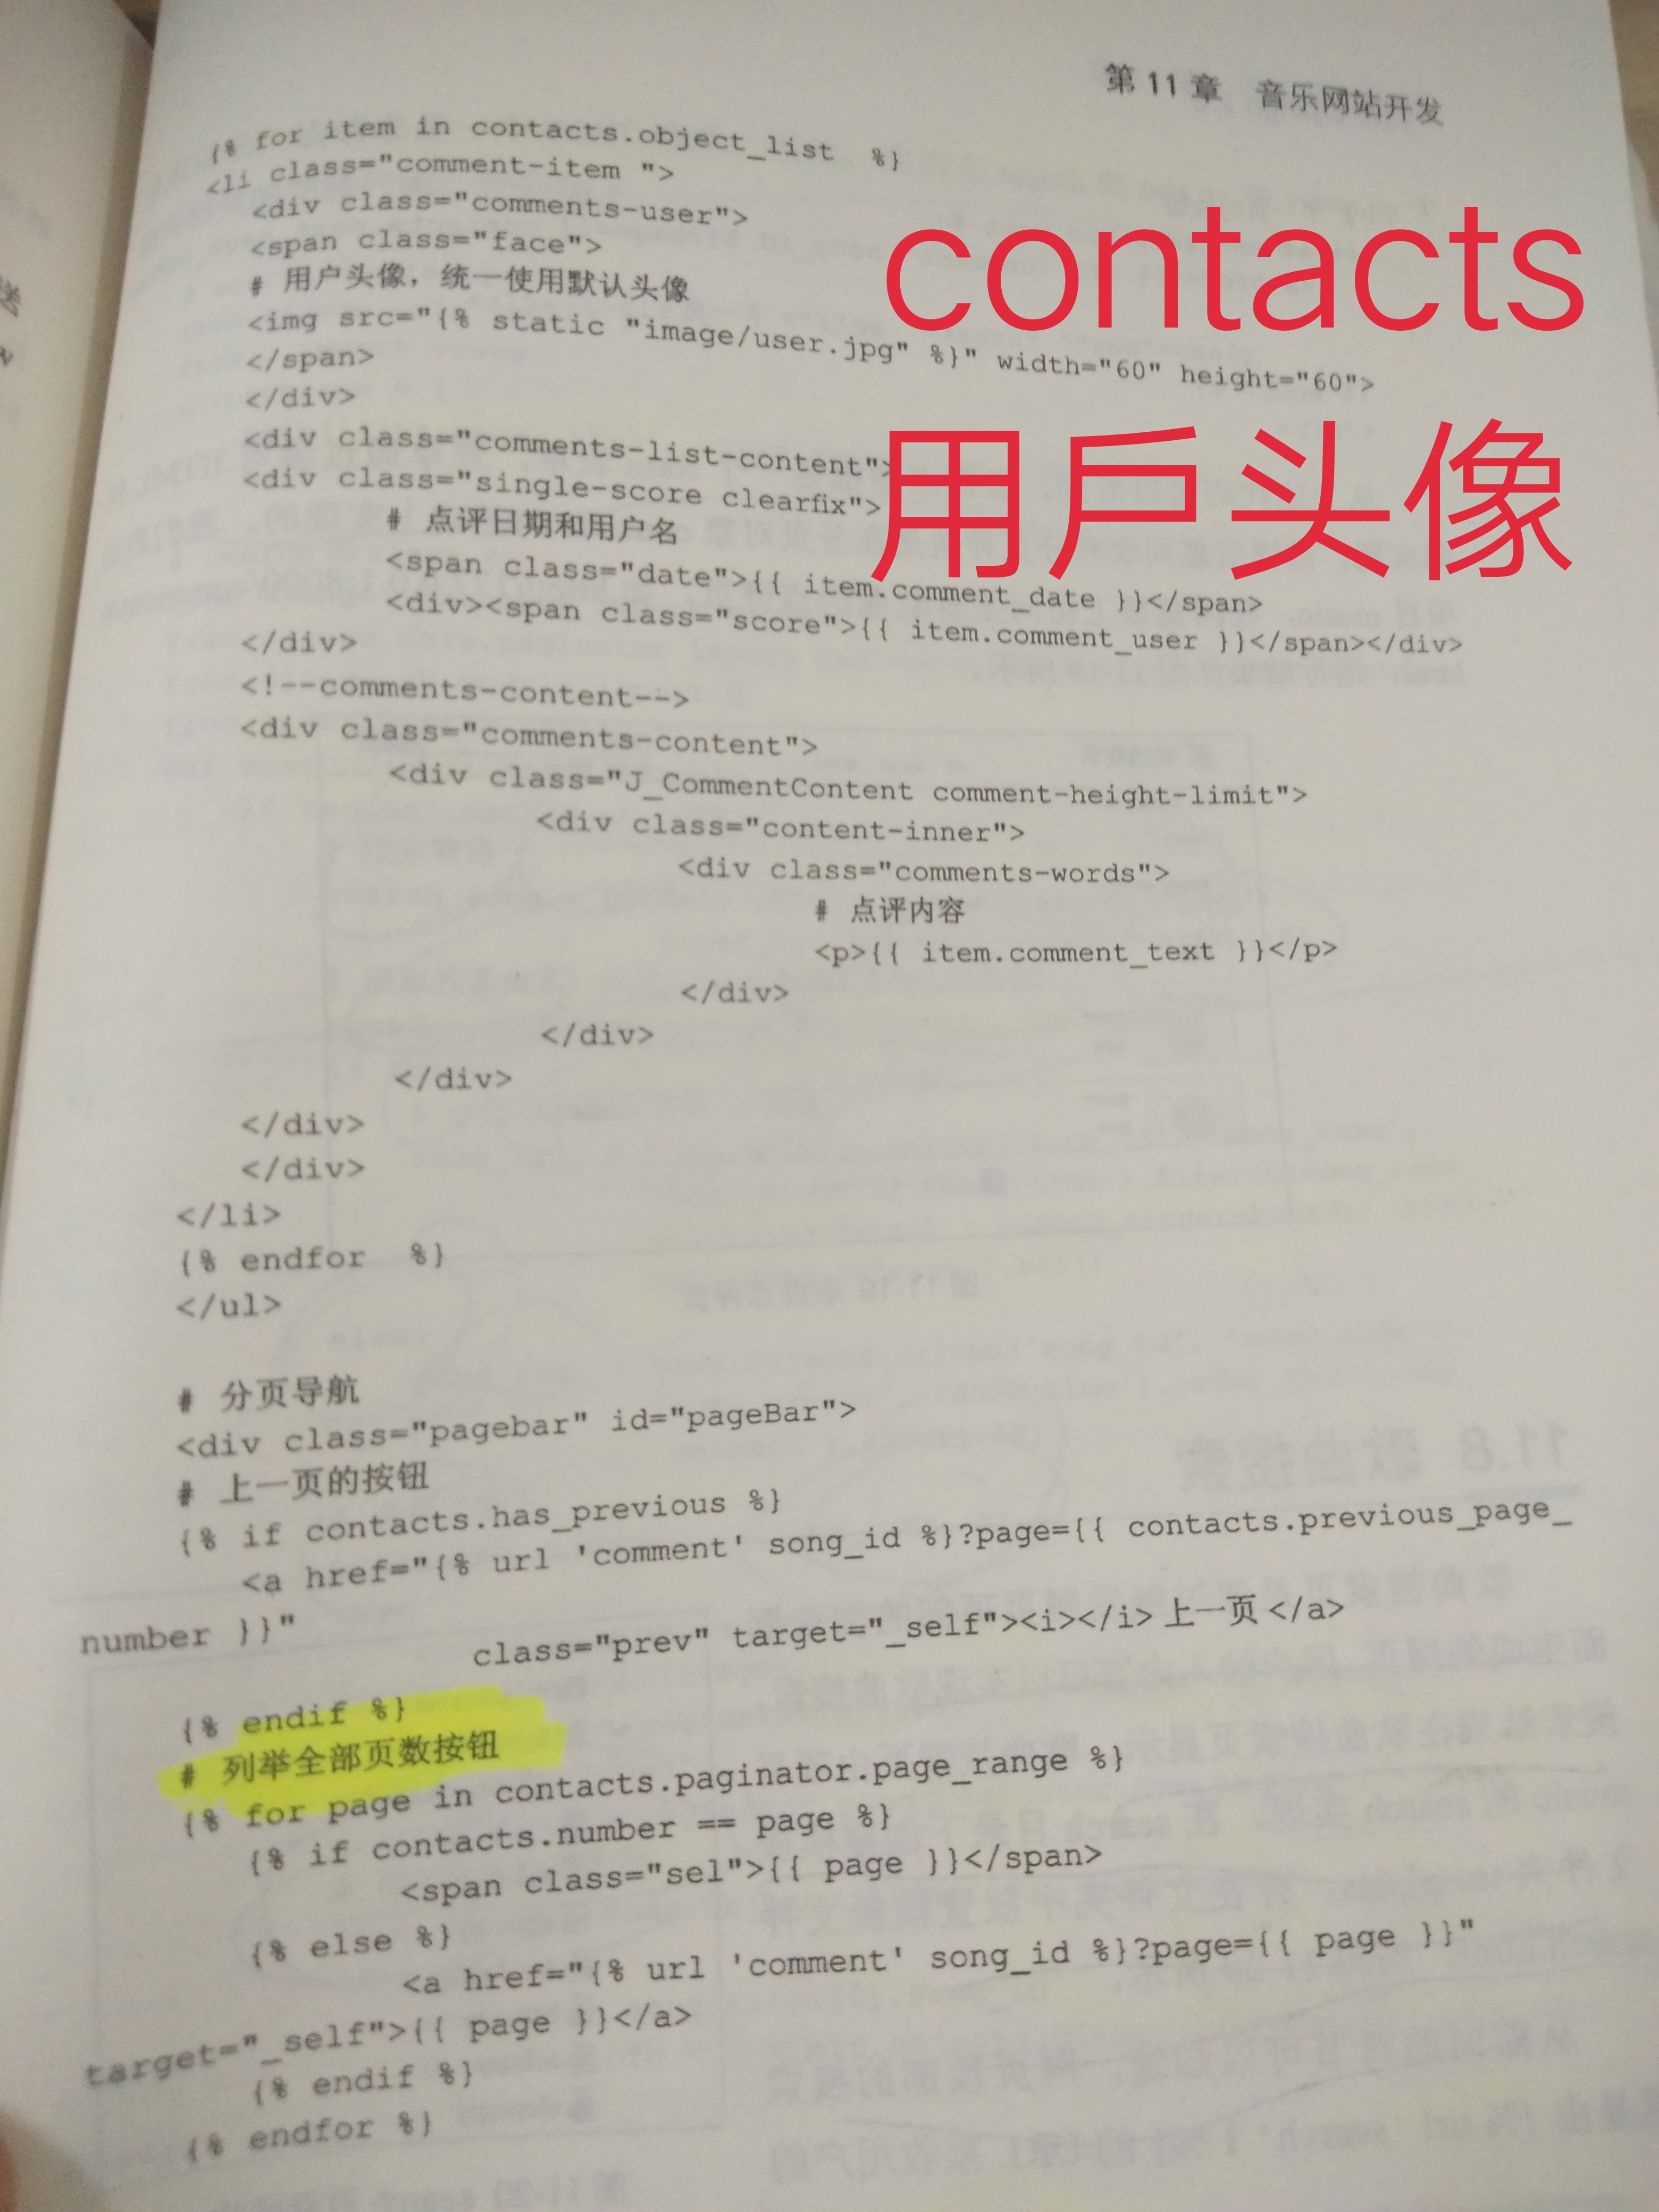 第 11 章 音乐网站开发
{% for item in contacts.object_list  %}
<li class="comment-item ">
<div class="comments-user">
<span class="face">
# 用户头像，统一使用默认头像
<img src="{% static "image/user.jpg" %}" width="60" height="60">
</span>
</div>
<div class="comments-list-content">
<div class="single-score clearfix">
# 点评日期和用户名
<span class="date">{{ item.comment_date }}</span>
<div><span class="score">{{ item.comment_user }}</span></div>
</div>
<!--comments-content-->
<div class="comments-content">
<div class="J_CommentContent comment-height-limit">
<div class="content-inner">
<div class="comments-words">
# 点评内容
<p>{{ item.comment_text }}</p>
</div>
</div>
</div>
</div>
</div>
</li>
{% endfor  %}
</ul>
# 分页导航
<div class="pagebar" id="pageBar">
# 上一页的按钮
{% if contacts.has_previous %}
<a href="{% url 'comment' song_id %}?page={{ contacts.previous_page_
number }}"
class="prev" target="_self"><i></i>上一页</a>
{% endif %}
# 列举全部页数按钮
{% for page in contacts.paginator.page_range %}
{% if contacts.number == page %}
<span class="sel">{{ page }}</span>
{% else %}
<a href="{% url 'comment' song_id %}?page={{ page }}"
target="_self">{{ page }}</a>
{% endif %}
{% endfor %}
contacts
用戶头像